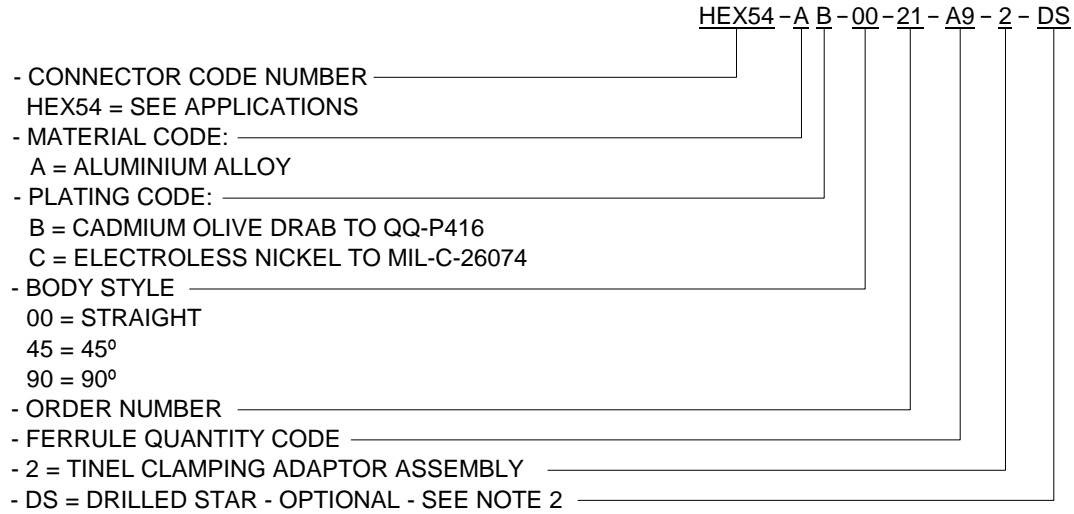 HEX54 - A B - 00 - 21 - A9 - 2 - DS
- CONNECTOR CODE NUMBER
HEX54 = SEE APPLICATIONS
- MATERIAL CODE:
A = ALUMINIUM ALLOY
- PLATING CODE:
B = CADMIUM OLIVE DRAB TO QQ-P416
C = ELECTROLESS NICKEL TO MIL-C-26074
- BODY STYLE
00 = STRAIGHT
45 = 45º
90 = 90º
- ORDER NUMBER
- FERRULE QUANTITY CODE
- 2 = TINEL CLAMPING ADAPTOR ASSEMBLY
- DS = DRILLED STAR - OPTIONAL - SEE NOTE 2